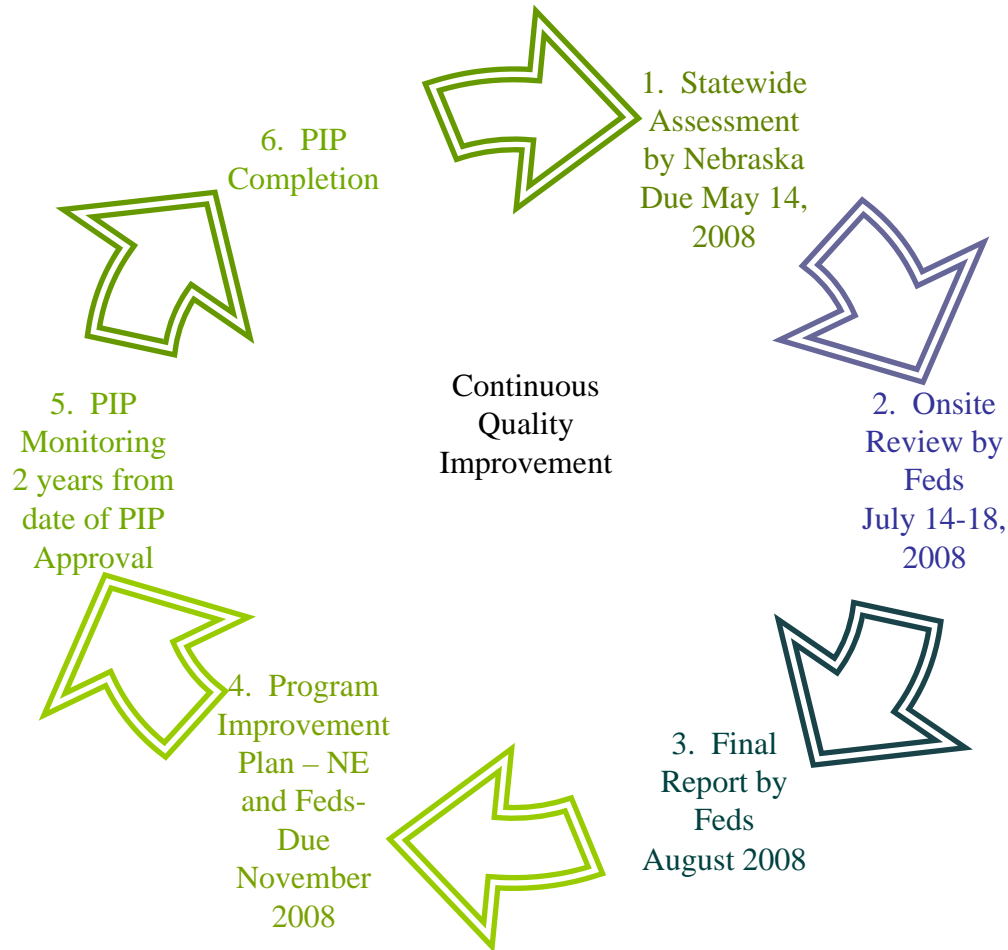 1. Statewide
Assessment
by Nebraska
Due May 14,
2008
2. Onsite
Review by
Feds
July 14-18,
2008
3. Final
Report by
Feds
August 2008
4. Program
Improvement
Plan – NE
and Feds-
Due
November
2008
5. PIP
Monitoring
2 years from
date of PIP
Approval
6. PIP
Completion
Continuous
Quality
Improvement